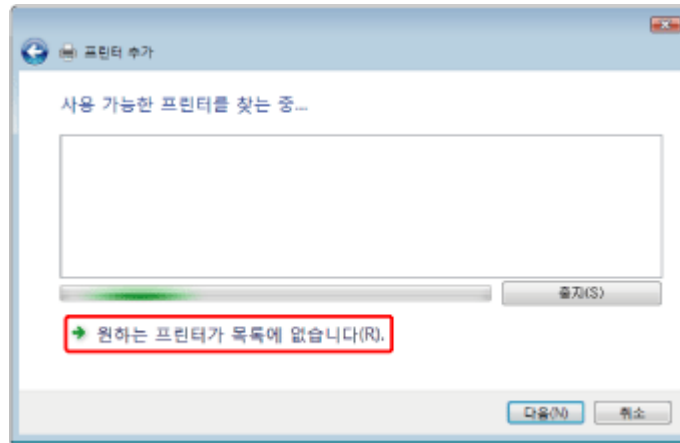 프린터 추가
사용 가능한 프린터를 찾는 중...
중지(S)
원하는 프린터가 목록에 없습니다(R).
다음(N)
취소